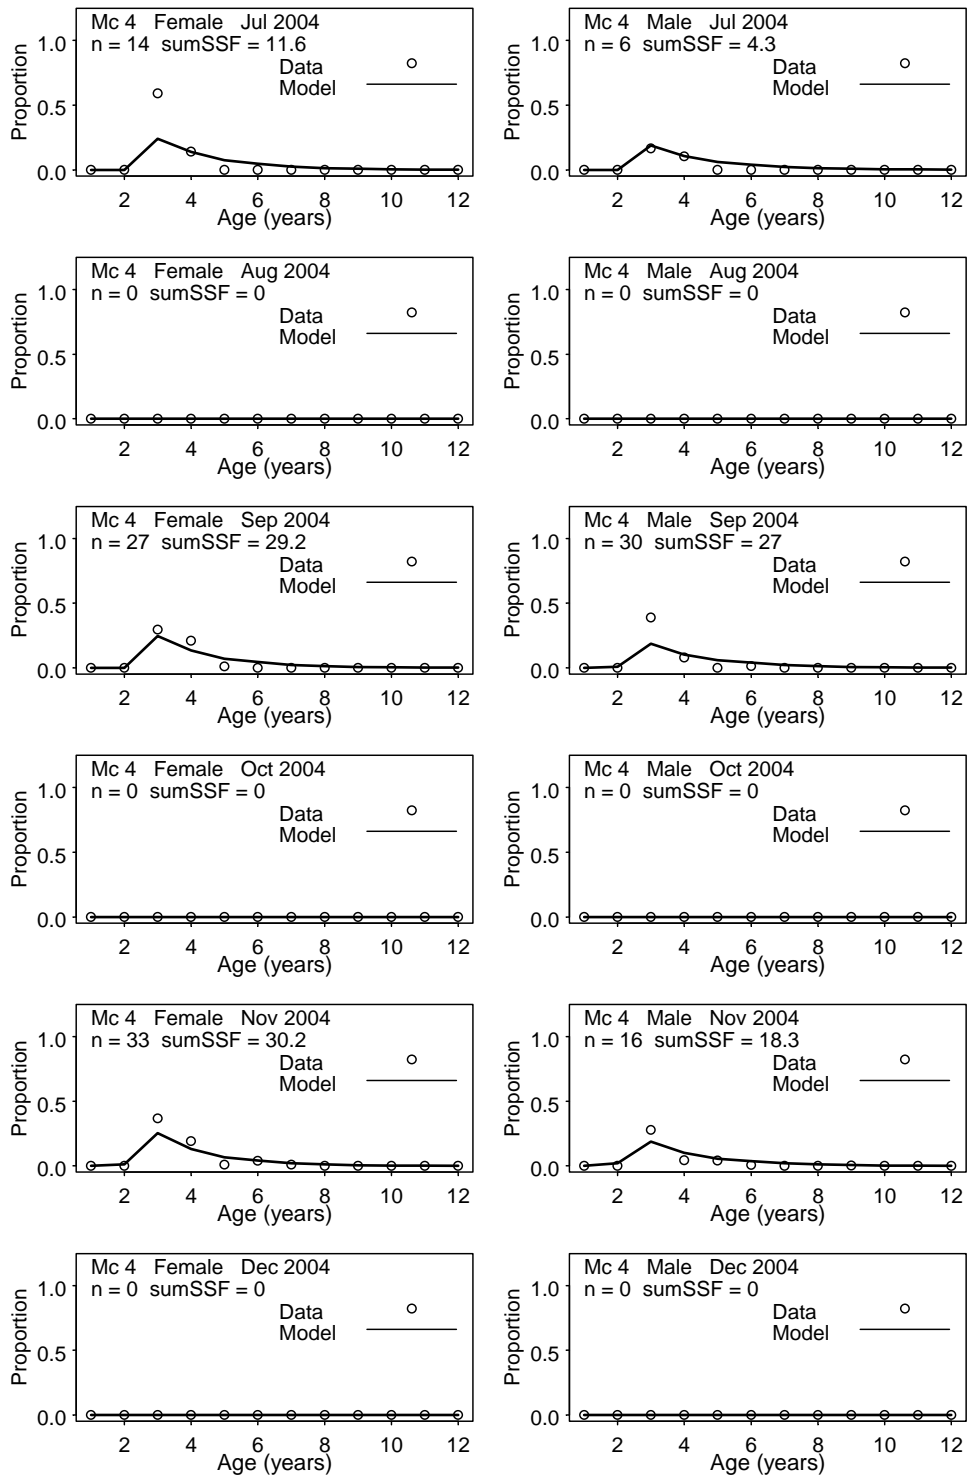 Mc 4 Female Jul 2004
n = 14 sumSSF = 11.6
Data
Model
Proportion
1.0
0.5
0.0
2 4 6 8 10 12
Age (years)
Mc 4 Male Jul 2004
n = 6 sumSSF = 4.3
Data
Model
Proportion
1.0
0.5
0.0
2 4 6 8 10 12
Age (years)
Mc 4 Female Aug 2004
n = 0 sumSSF = 0
Data
Model
Proportion
1.0
0.5
0.0
2 4 6 8 10 12
Age (years)
Mc 4 Male Aug 2004
n = 0 sumSSF = 0
Data
Model
Proportion
1.0
0.5
0.0
2 4 6 8 10 12
Age (years)
Mc 4 Female Sep 2004
n = 27 sumSSF = 29.2
Data
Model
Proportion
1.0
0.5
0.0
2 4 6 8 10 12
Age (years)
Mc 4 Male Sep 2004
n = 30 sumSSF = 27
Data
Model
Proportion
1.0
0.5
0.0
2 4 6 8 10 12
Age (years)
Mc 4 Female Oct 2004
n = 0 sumSSF = 0
Data
Model
Proportion
1.0
0.5
0.0
2 4 6 8 10 12
Age (years)
Mc 4 Male Oct 2004
n = 0 sumSSF = 0
Data
Model
Proportion
1.0
0.5
0.0
2 4 6 8 10 12
Age (years)
Mc 4 Female Nov 2004
n = 33 sumSSF = 30.2
Data
Model
Proportion
1.0
0.5
0.0
2 4 6 8 10 12
Age (years)
Mc 4 Male Nov 2004
n = 16 sumSSF = 18.3
Data
Model
Proportion
1.0
0.5
0.0
2 4 6 8 10 12
Age (years)
Mc 4 Female Dec 2004
n = 0 sumSSF = 0
Data
Model
Proportion
1.0
0.5
0.0
2 4 6 8 10 12
Age (years)
Mc 4 Male Dec 2004
n = 0 sumSSF = 0
Data
Model
Proportion
1.0
0.5
0.0
2 4 6 8 10 12
Age (years)